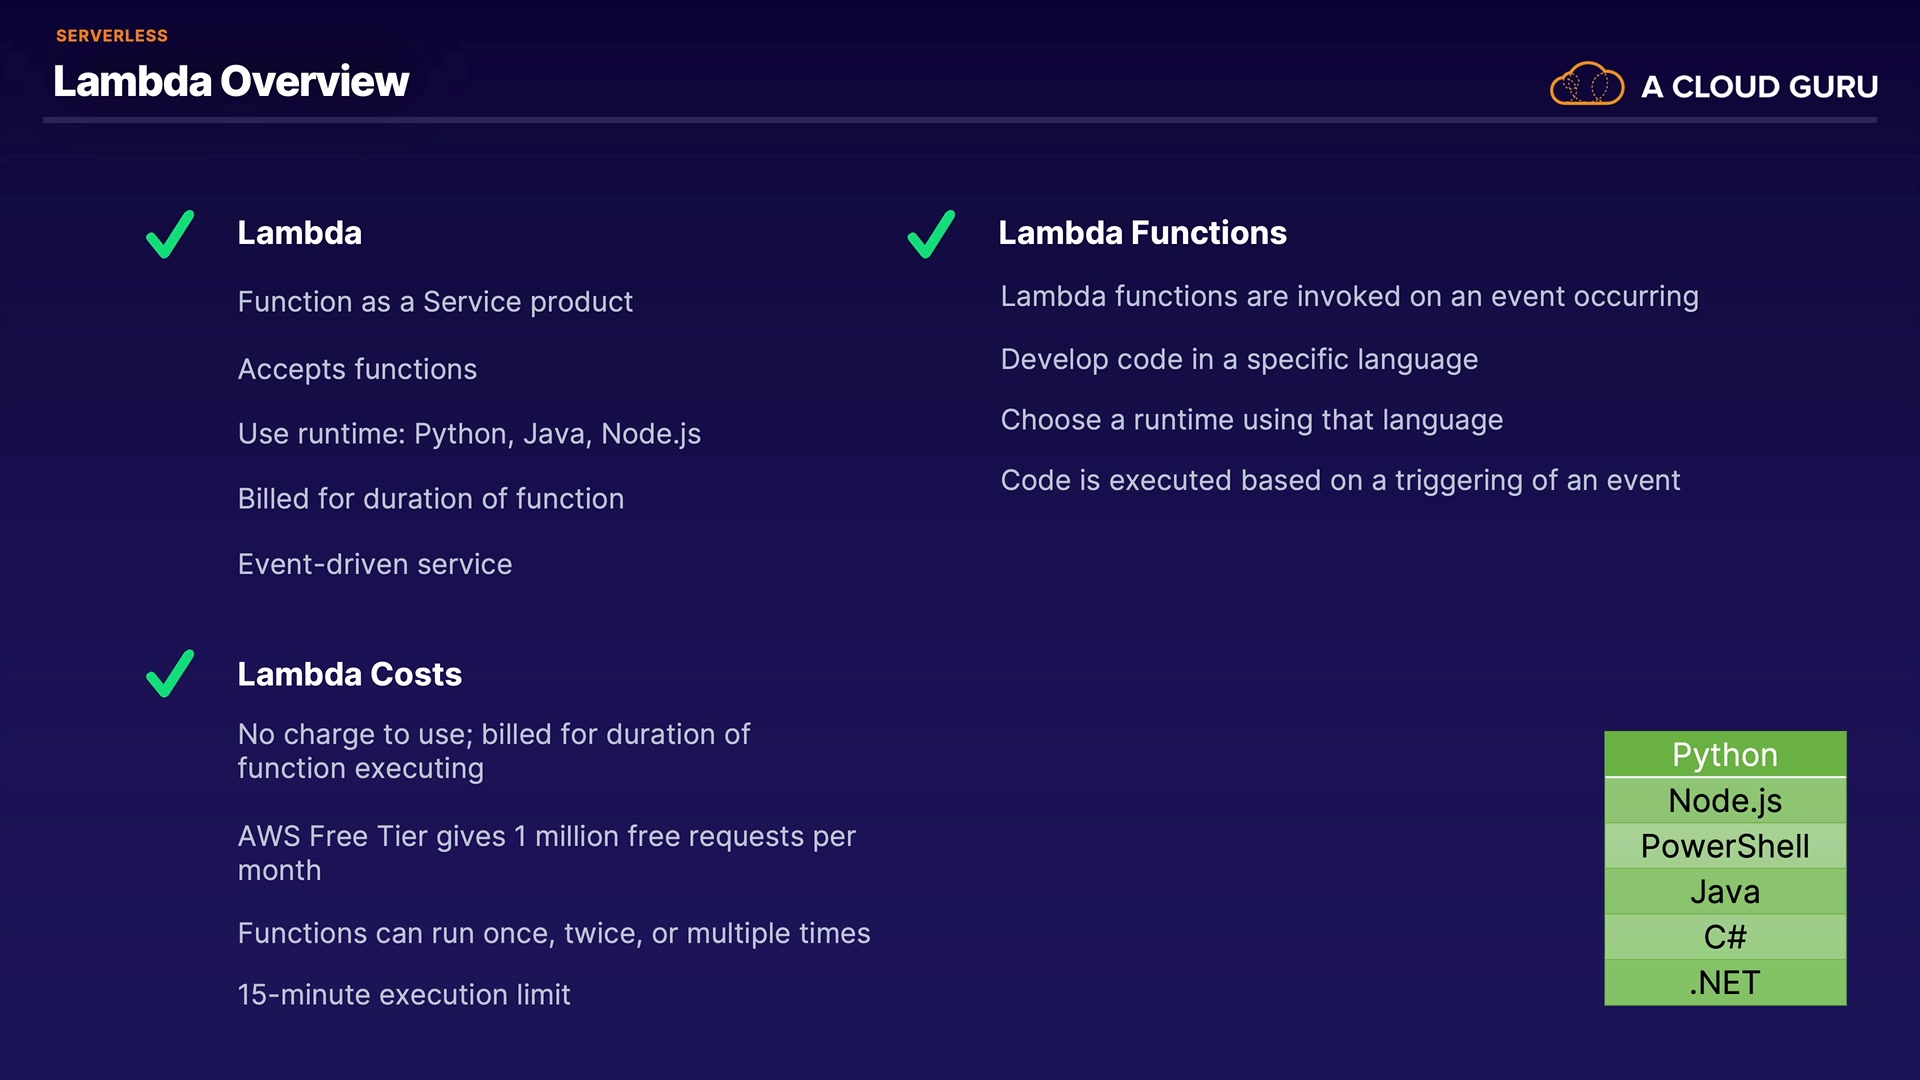 SERVERLESS
Lambda Overview
A CLOUD GURU
Lambda
Function as a Service product
Accepts functions
Use runtime: Python, Java, Node.js
Billed for duration of function
Event-driven service
Lambda Functions
Lambda functions are invoked on an event occurring
Develop code in a specific language
Choose a runtime using that language
Code is executed based on a triggering of an event
Lambda Costs
No charge to use; billed for duration of
function executing
AWS Free Tier gives 1 million free requests per
month
Functions can run once, twice, or multiple times
15-minute execution limit
Python
Node.js
PowerShell
Java
C#
.NET